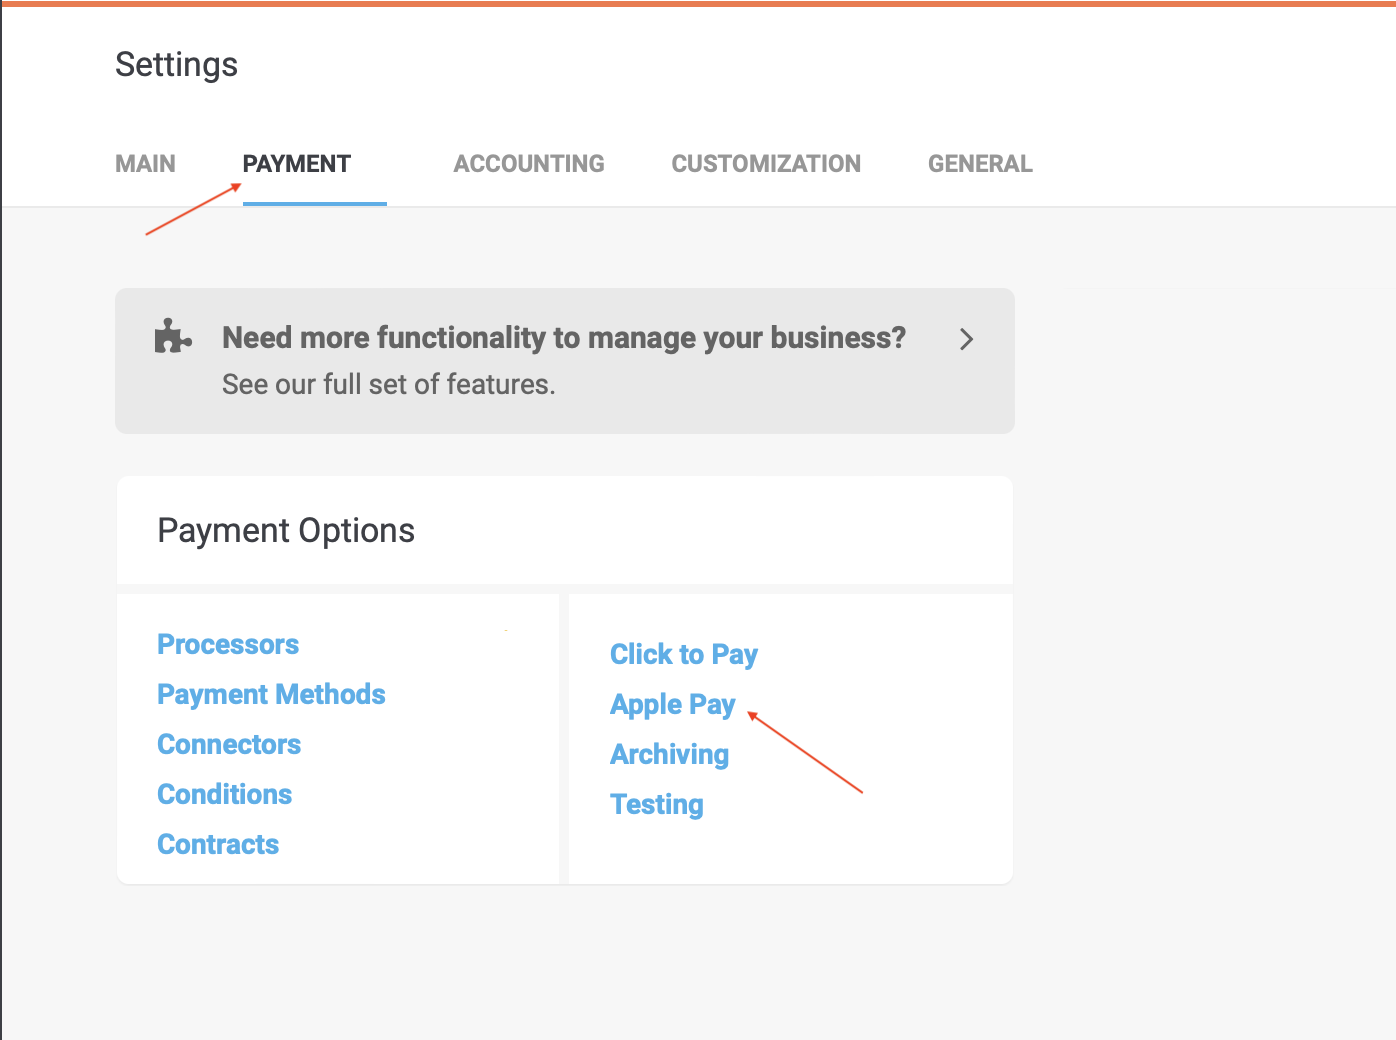 Settings
MAIN PAYMENT ACCOUNTING CUSTOMIZATION GENERAL
Need more functionality to manage your business?
See our full set of features.
Payment Options
Processors
Payment Methods
Connectors
Conditions
Contracts
Click to Pay
Apple Pay
Archiving
Testing